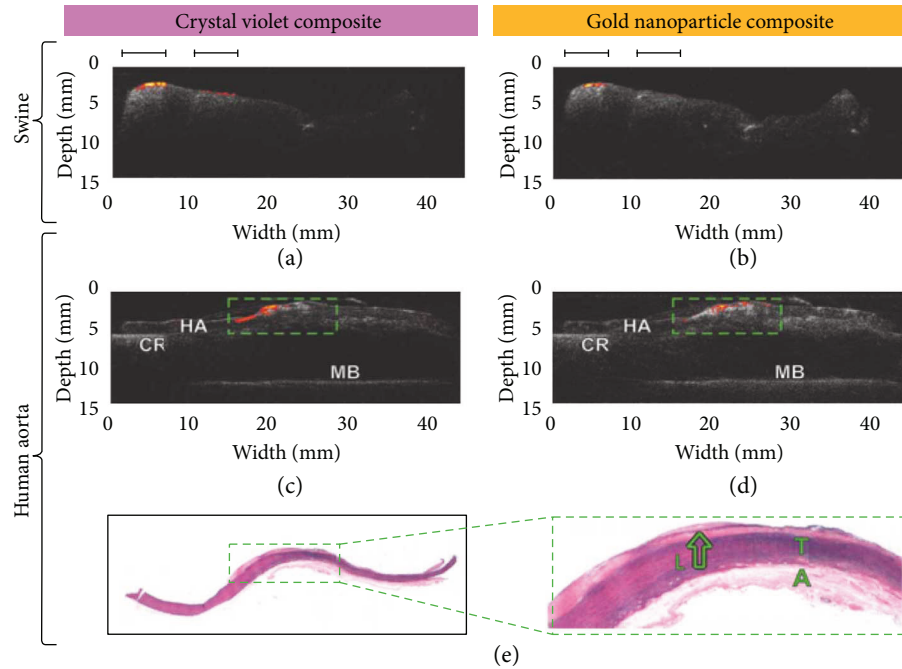 Crystal violet composite
Gold nanoparticle composite
Swine
Depth (mm)
0
5
10
15
0
10
20
30
40
Width (mm)
(a)
Depth (mm)
0
5
10
15
0
10
20
30
40
Width (mm)
(b)
Human aorta
Depth (mm)
0
5
10
15
HA
CR
MB
0
10
20
30
40
Width (mm)
(c)
Depth (mm)
0
5
10
15
HA
CR
MB
0
10
20
30
40
Width (mm)
(d)
L
T
A
(e)